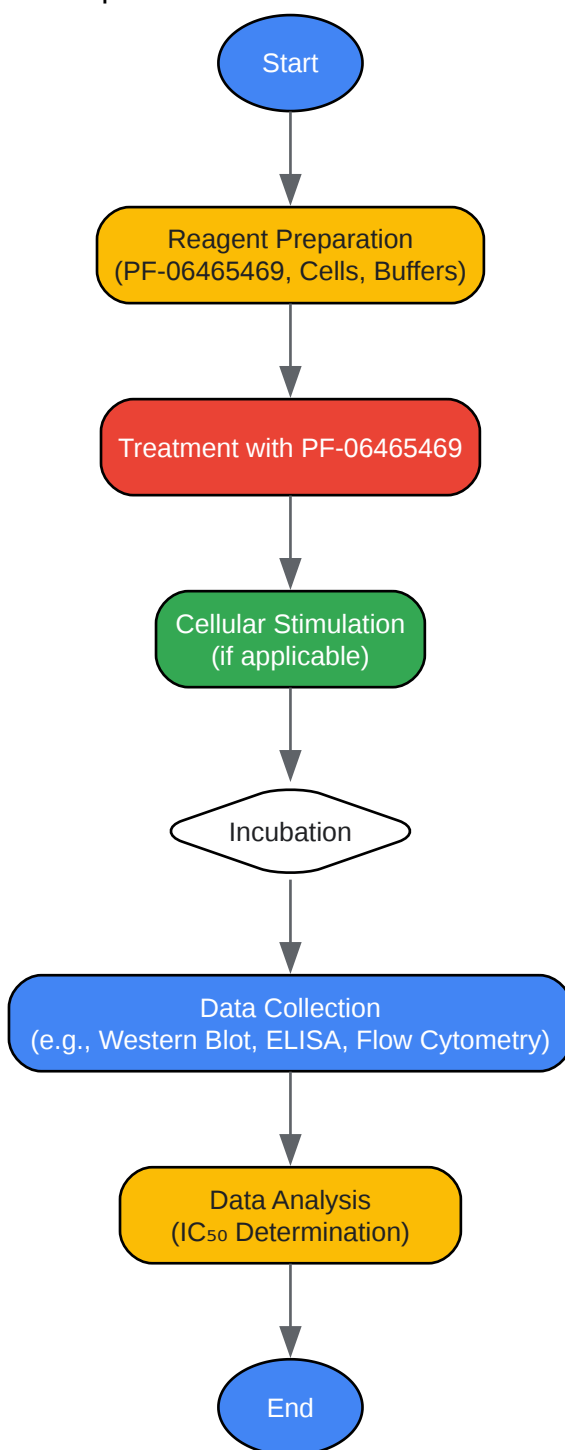 Start
Reagent Preparation
(PF-06465469, Cells, Buffers)
Treatment with PF-06465469
Cellular Stimulation
(if applicable)
Incubation
Data Collection
(e.g., Western Blot, ELISA, Flow Cytometry)
Data Analysis
(IC₅₀ Determination)
End